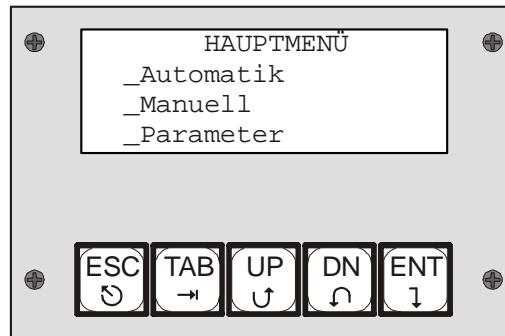 HAUPTMENÜ
_Automatik
_Manuell
_Parameter
ESC TAB UP DN ENT